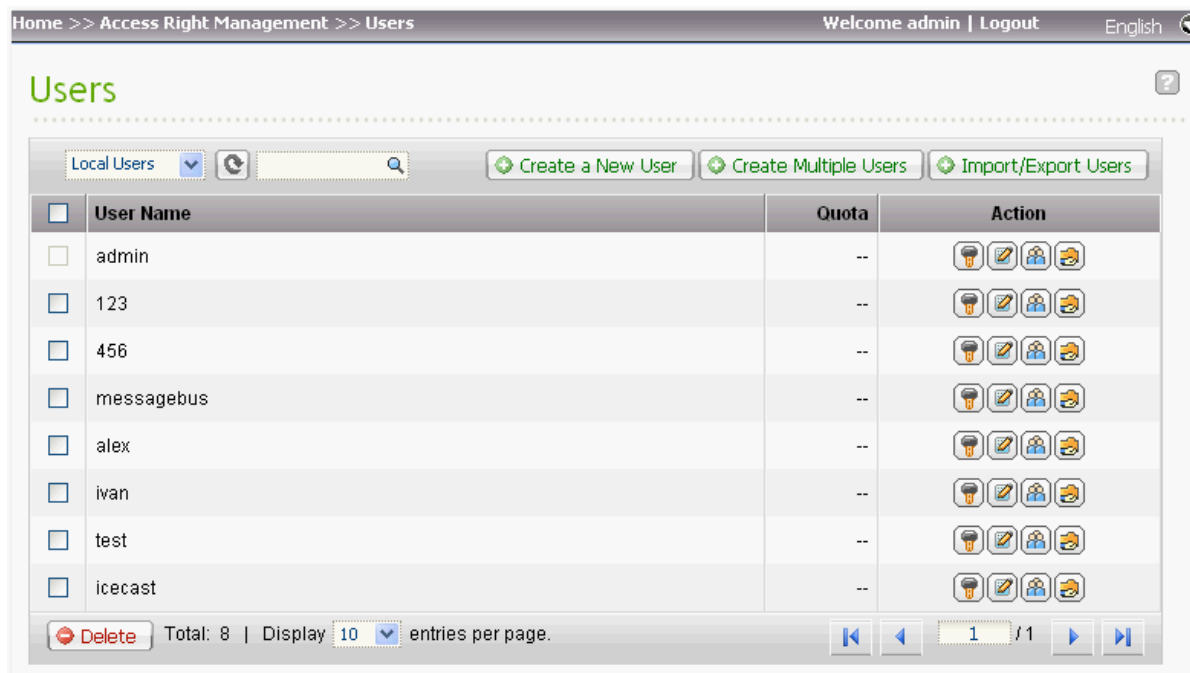 Home >> Access Right Management >> Users Welcome admin | Logout English
Users
Local Users Create a New User Create Multiple Users Import/Export Users
User Name Quota Action
admin --
123 --
456 --
messagebus --
alex --
ivan --
test --
icecast --
Delete Total: 8 | Display 10 entries per page. 1 /1